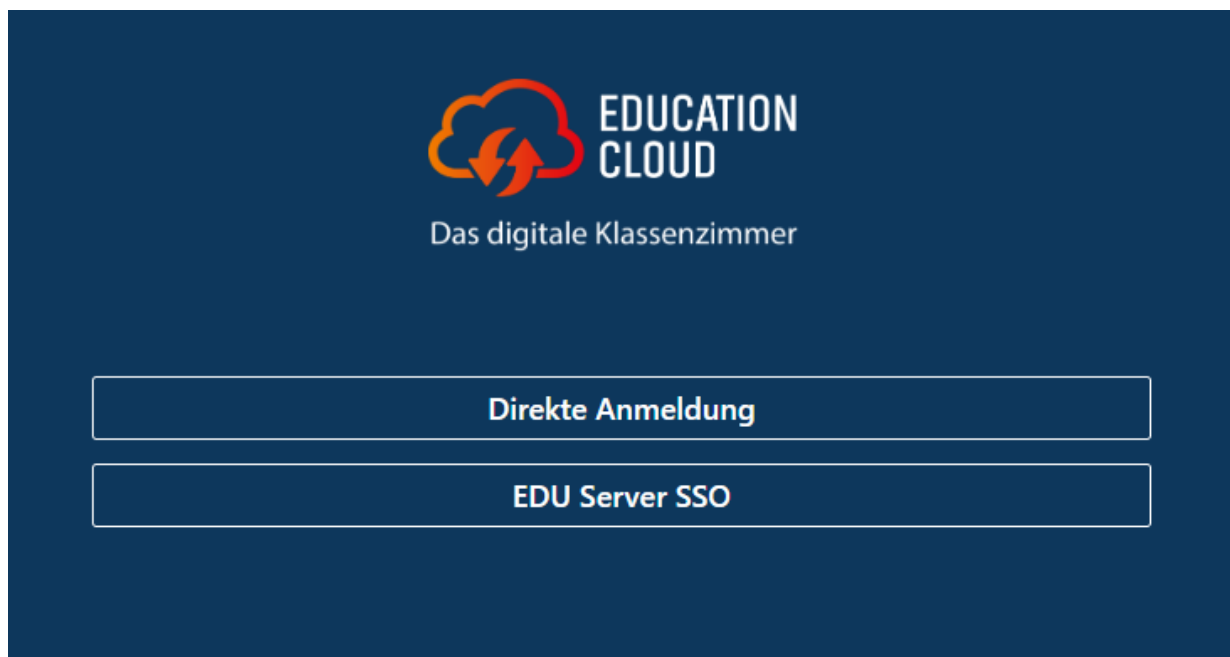 EDUCATION
CLOUD
Das digitale Klassenzimmer
Direkte Anmeldung
EDU Server SSO